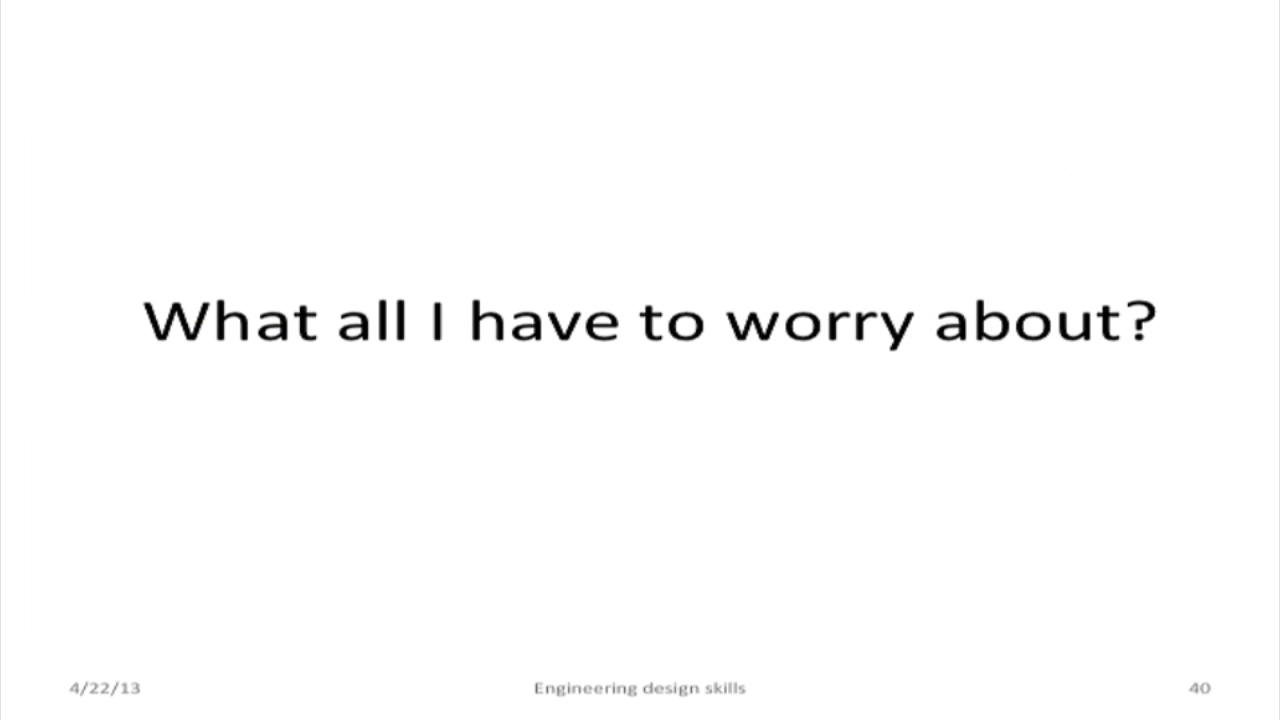 What all I have to worry about?
4/22/13
Engineering design skills
40